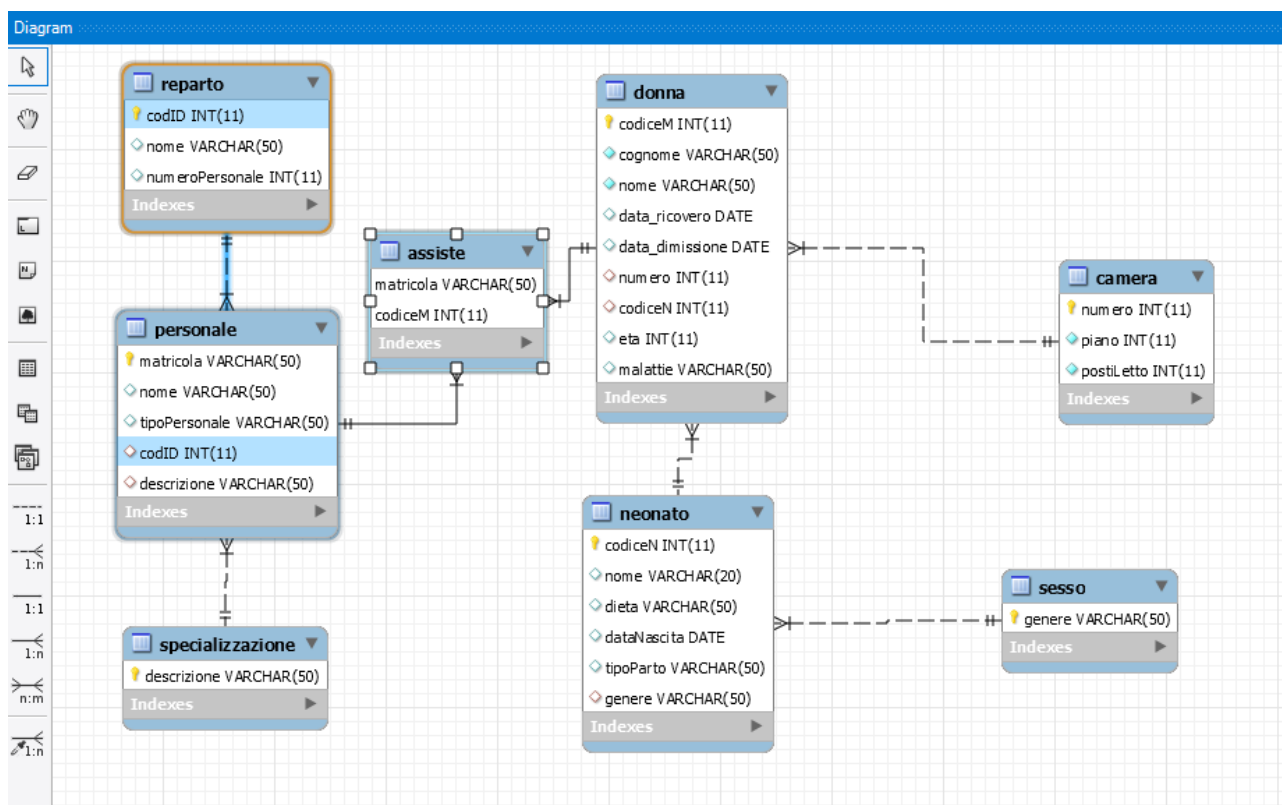 Diagram
reparto
codID INT(11)
nome VARCHAR(50)
numeroPersonale INT(11)
Indexes
personale
matricola VARCHAR(50)
nome VARCHAR(50)
tipoPersonale VARCHAR(50)
codID INT(11)
descrizione VARCHAR(50)
Indexes
specializzazione
descrizione VARCHAR(50)
Indexes
assiste
matricola VARCHAR(50)
codiceM INT(11)
Indexes
donna
codiceM INT(11)
cognome VARCHAR(50)
nome VARCHAR(50)
data_ricovero DATE
data_dimissione DATE
numero INT(11)
codiceN INT(11)
eta INT(11)
malattie VARCHAR(50)
Indexes
neonato
codiceN INT(11)
nome VARCHAR(20)
dieta VARCHAR(50)
dataNascita DATE
tipoParto VARCHAR(50)
genere VARCHAR(50)
Indexes
camera
numero INT(11)
piano INT(11)
postiLetto INT(11)
Indexes
sesso
genere VARCHAR(50)
Indexes
1:1
1:n
1:1
1:n
n:m
1:n